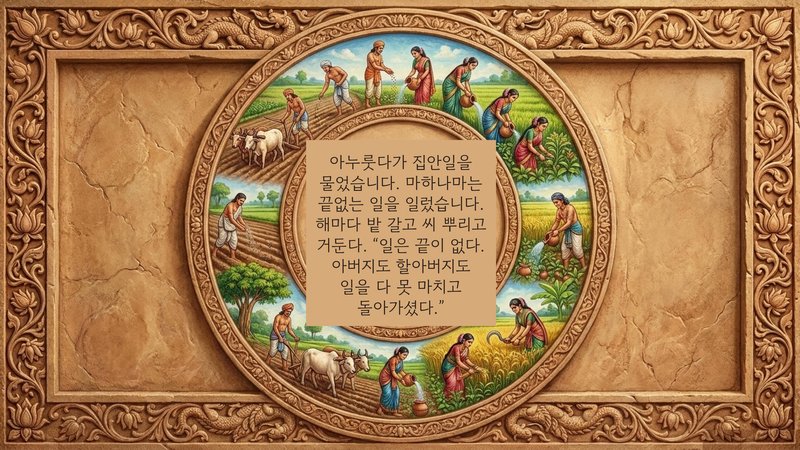 아누룻다가 집안일을
물었습니다. 마하나마는
끝없는 일을 일렀습니다.
해마다 밭 갈고 씨 뿌리고
거둔다. “일은 끝이 없다.
아버지도 할아버지도
일을 다 못 마치고
돌아가셨다.”